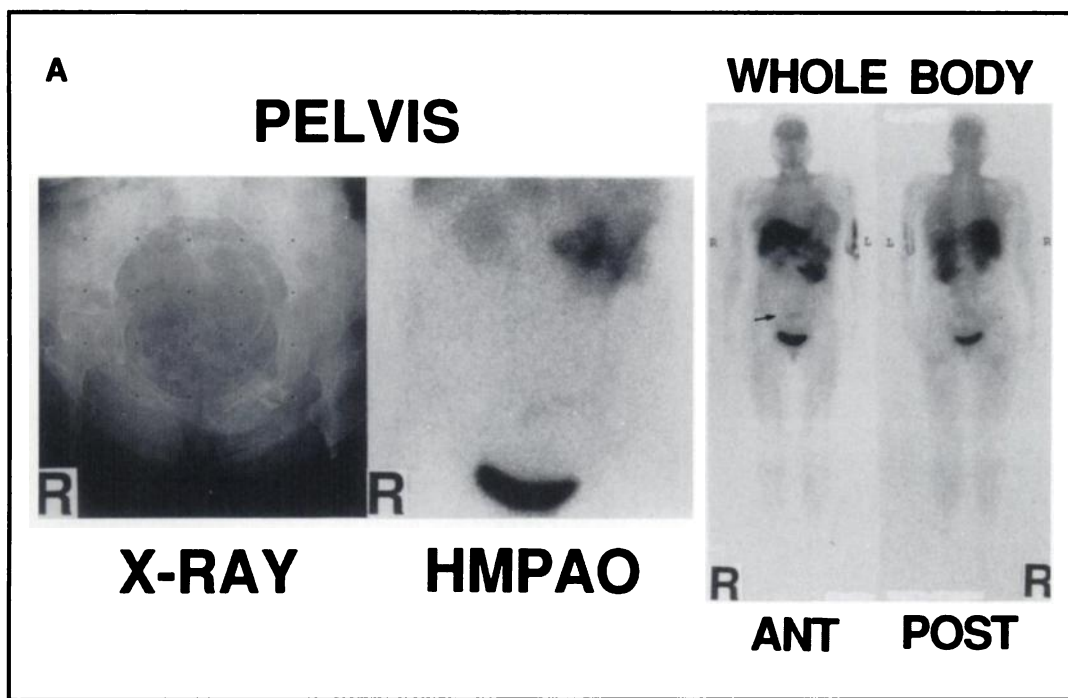 A
PELVIS
WHOLE BODY
R
R
X-RAY
HMPAO
R L L R
R
R
ANT
POST